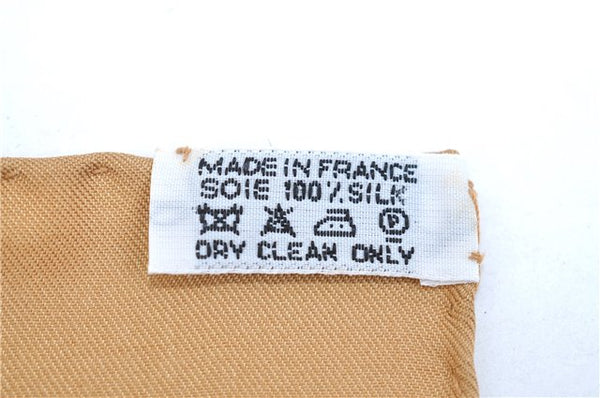 MADE IN FRANCE
SOIE 100% SILK
P
DRY CLEAN ONLY